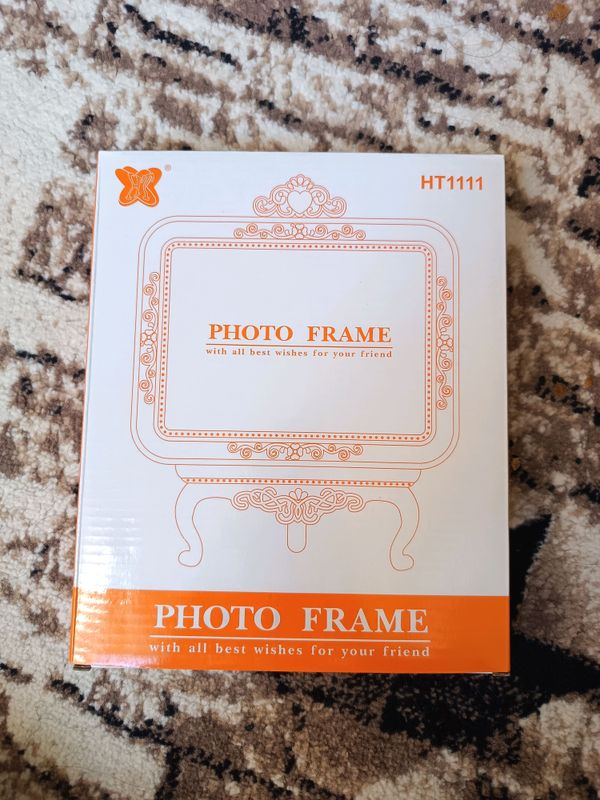 ®
HT1111
PHOTO FRAME
with all best wishes for your friend
PHOTO FRAME
with all best wishes for your friend